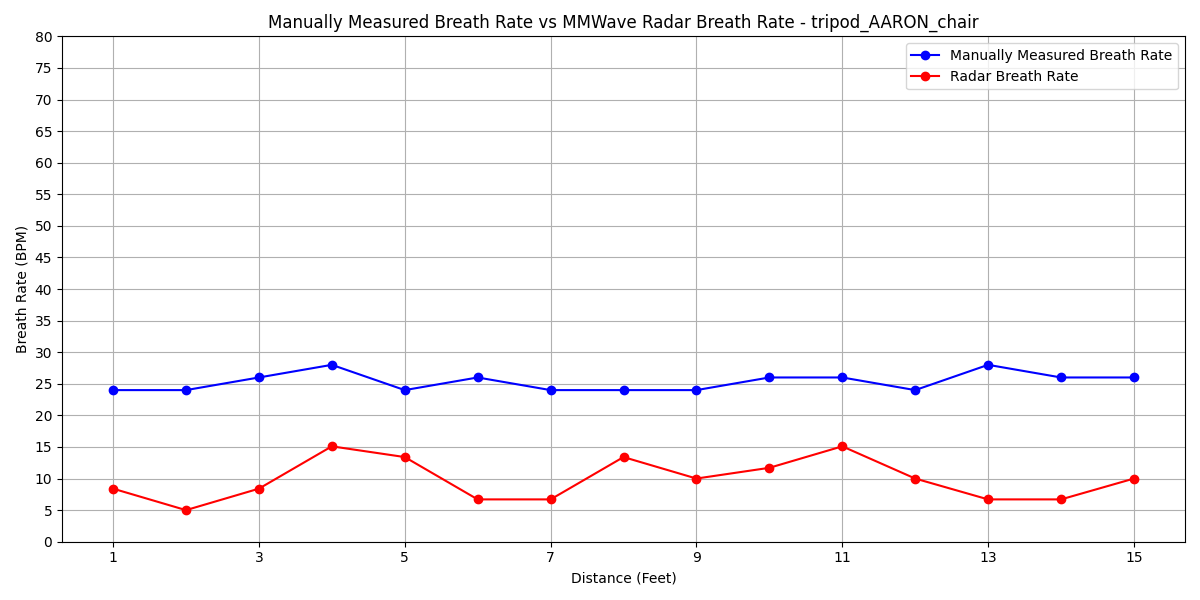 Manually Measured Breath Rate vs MMWave Radar Breath Rate - tripod_AARON_chair
Manually Measured Breath Rate
Radar Breath Rate
Breath Rate (BPM)
80
75
70
65
60
55
50
45
40
35
30
25
20
15
10
5
0
1 3 5 7 9 11 13 15
Distance (Feet)